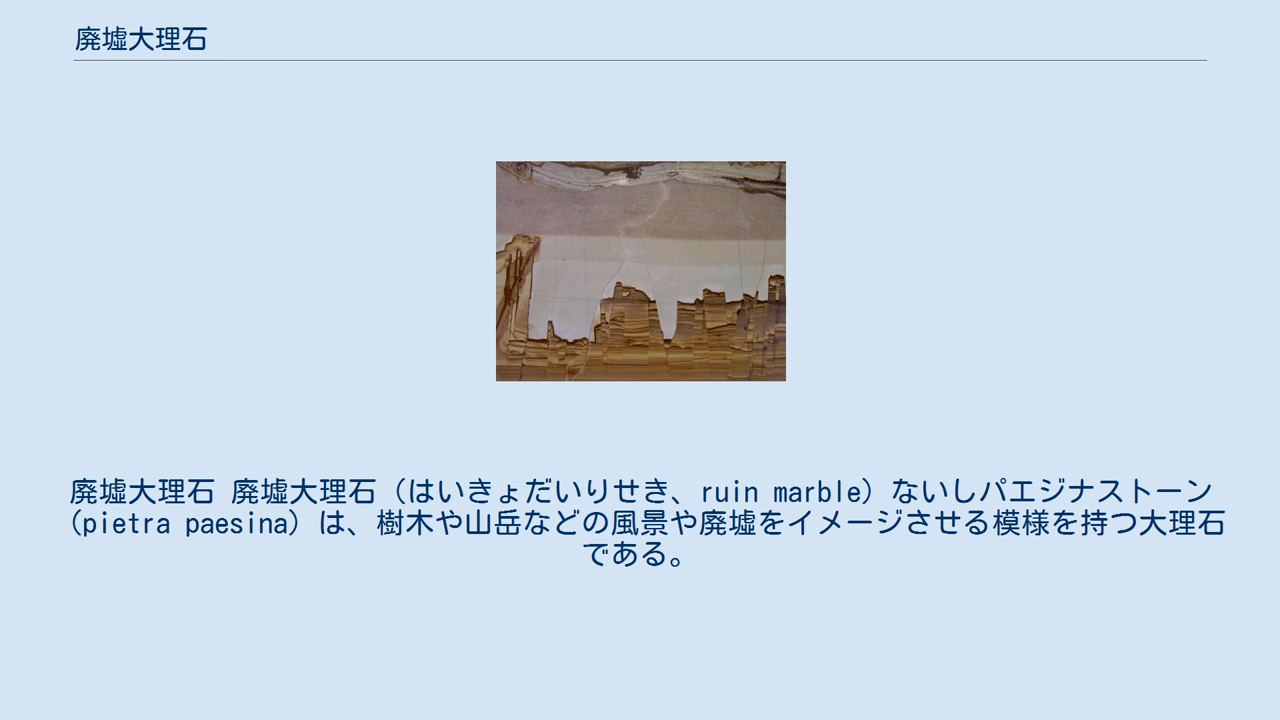 廃墟大理石
廃墟大理石 廃墟大理石（はいきょだいりせき、ruin marble）ないしパエジナストーン
(pietra paesina）は、樹木や山岳などの風景や廃墟をイメージさせる模様を持つ大理石
である。